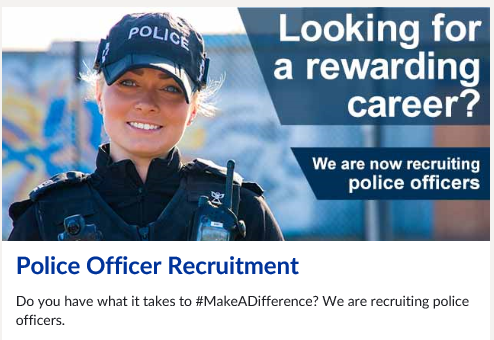 POLICE
Looking for
a rewarding
career?
We are now recruiting
police officers
Police Officer Recruitment
Do you have what it takes to #MakeADifference? We are recruiting police
officers.